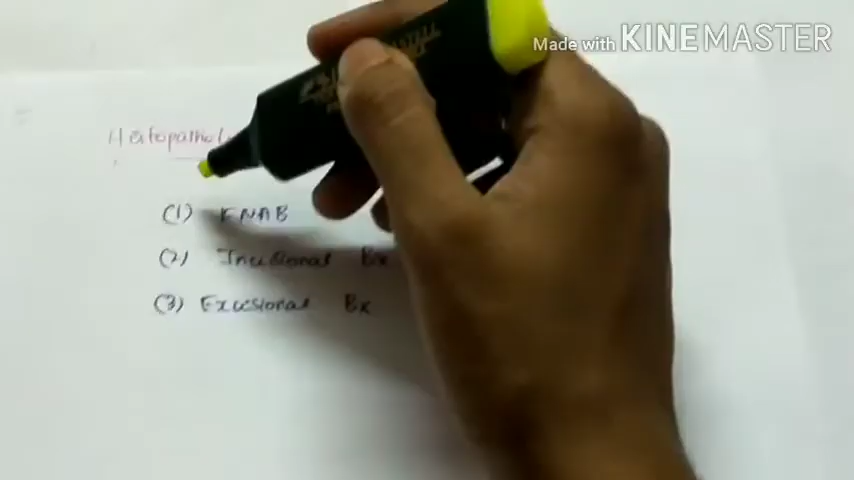 Made with KINEMASTER
Histopathol
(1) FNAB
(2) Incisional Bx
(3) Excisional Bx